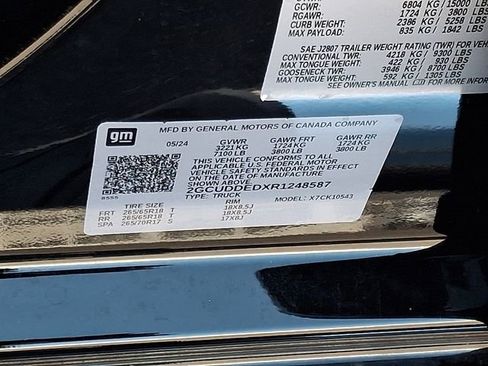 GCWR: 6804 KG/15000 LBS
RGAWR: 1724 KG/ 3800 LBS
CURB WEIGHT: 2386 KG/ 5258 LBS
MAX PAYLOAD: 835 KG/ 1842 LBS
SAE J2807 TRAILER WEIGHT RATING (TWR) FOR
CONVENTIONAL TWR: 4218 KG/ 9300 LBS
MAX TONGUE WEIGHT: 422 KG/ 930 LBS
GOOSENECK TWR: 3946 KG/ 8700 LBS
MAX TONGUE WEIGHT: 592 KG/ 1305 LBS
SEE OWNER'S MANUAL FOR
gm
MFD BY GENERAL MOTORS OF CANADA COMPANY
05/24 GVWR GAWR FRT GAWR RR
3221 KG 1724 KG 1724 KG
7100 LB 3800 LB 3800 LB
THIS VEHICLE CONFORMS TO ALL
APPLICABLE U.S. FEDERAL MOTOR
VEHICLE SAFETY STANDARDS
IN EFFECT ON THE DATE OF MANUFACTURE
2GCUDDEDXR1248587
8555 TYPE: TRUCK MODEL: X7CK10543
TIRE SIZE RIM
FRT 265/65R18 T 18X8.5J
RR 265/65R18 T 18X8.5J
SPA 265/70R17 S 17X8J